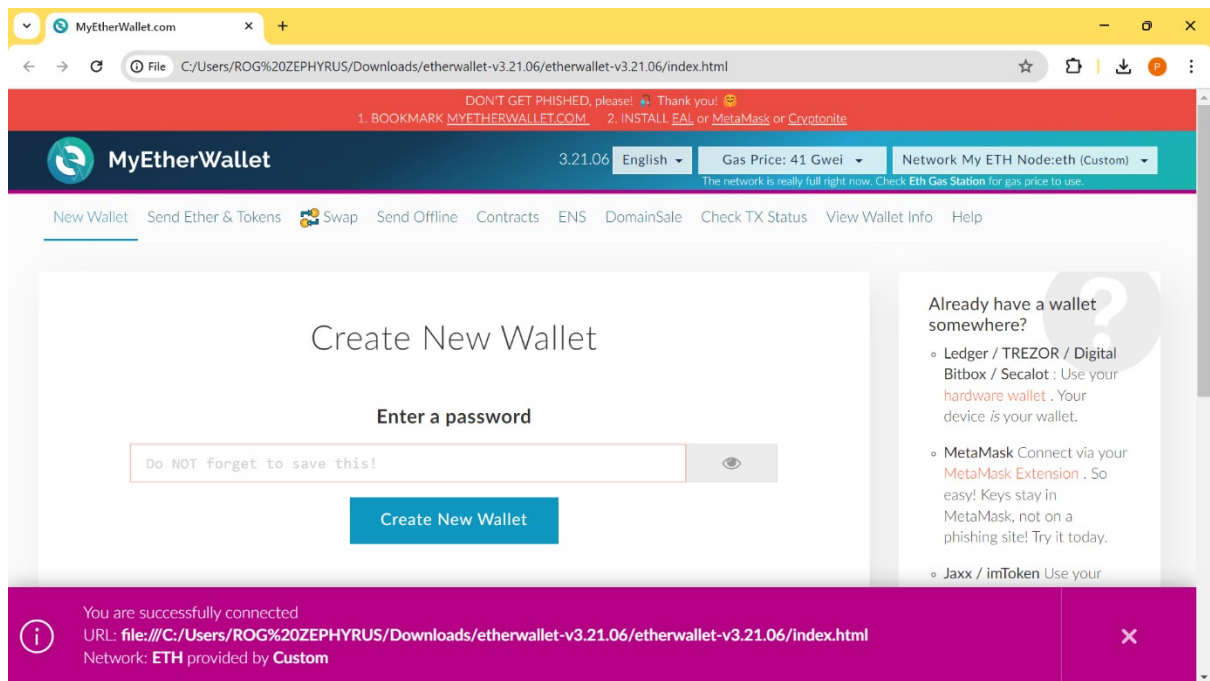 MyEtherWallet.com
File C:/Users/ROG%20ZEPHYRUS/Downloads/etherwallet-v3.21.06/etherwallet-v3.21.06/index.html
P
DON'T GET PHISHED, please! Thank you!
1. BOOKMARK MYETHERWALLET.COM 2. INSTALL EAL or MetaMask or Cryptonite
MyEtherWallet
3.21.06 English Gas Price: 41 Gwei Network My ETH Node:eth (Custom)
The network is really full right now. Check Eth Gas Station for gas price to use.
New Wallet Send Ether & Tokens Swap Send Offline Contracts ENS DomainSale Check TX Status View Wallet Info Help
Create New Wallet
Enter a password
Do NOT forget to save this!
Create New Wallet
Already have a wallet
somewhere?
Ledger / TREZOR / Digital
Bitbox / Secalot : Use your
hardware wallet . Your
device is your wallet.
MetaMask Connect via your
MetaMask Extension . So
easy! Keys stay in
MetaMask, not on a
phishing site! Try it today.
Jaxx / imToken Use your
You are successfully connected
URL: file:///C:/Users/ROG%20ZEPHYRUS/Downloads/etherwallet-v3.21.06/etherwallet-v3.21.06/index.html
Network: ETH provided by Custom